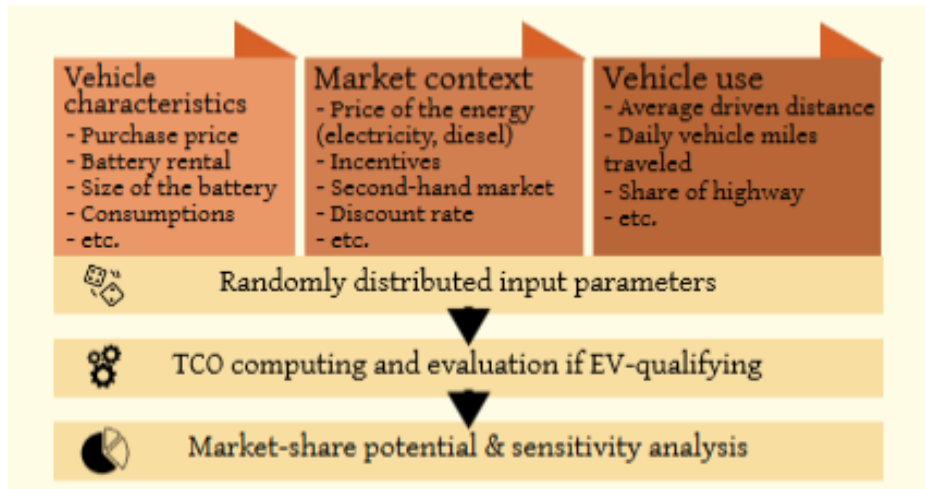 Vehicle
characteristics
- Purchase price
- Battery rental
- Size of the battery
- Consumptions
- etc.
Market context
- Price of the energy
(electricity, diesel)
- Incentives
- Second-hand market
- Discount rate
- etc.
Vehicle use
- Average driven distance
- Daily vehicle miles
traveled
- Share of highway
- etc.
Randomly distributed input parameters
TCO computing and evaluation if EV-qualifying
Market-share potential & sensitivity analysis